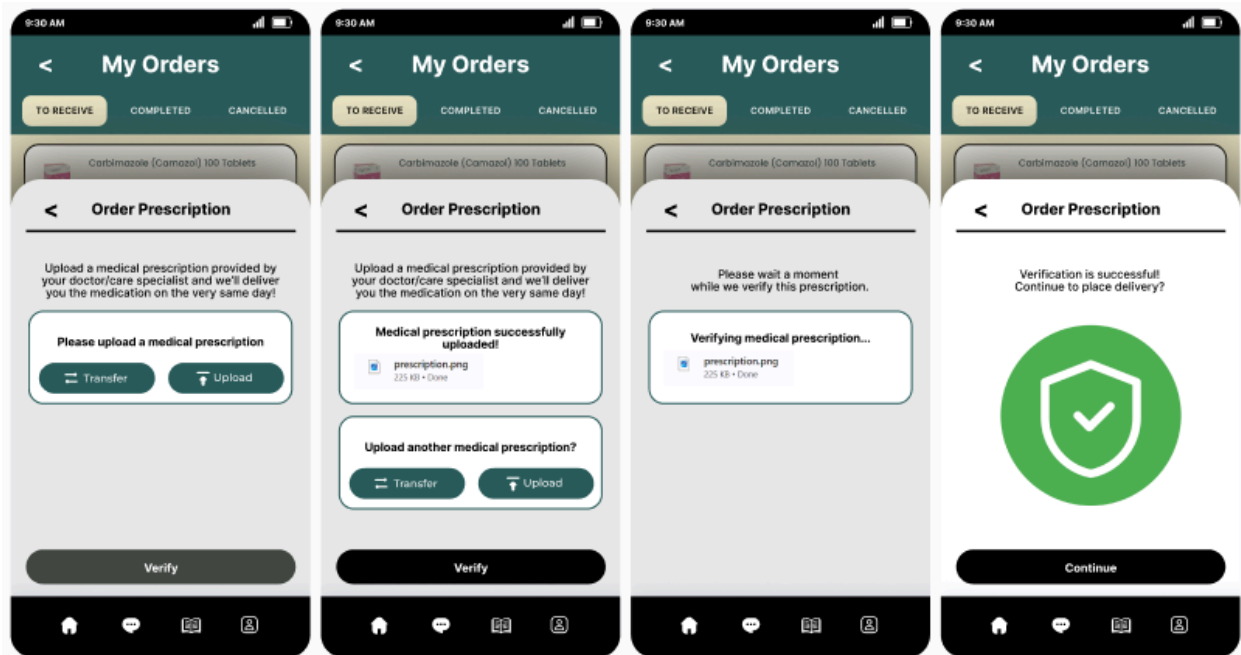 9:30 AM
< My Orders
TO RECEIVE COMPLETED CANCELLED
Carbimazole (Camazol) 100 Tablets
< Order Prescription
Upload a medical prescription provided by
your doctor/care specialist and we'll deliver
you the medication on the very same day!
Please upload a medical prescription
Transfer Upload
Verify
9:30 AM
< My Orders
TO RECEIVE COMPLETED CANCELLED
Carbimazole (Camazol) 100 Tablets
< Order Prescription
Upload a medical prescription provided by
your doctor/care specialist and we'll deliver
you the medication on the very same day!
Medical prescription successfully
uploaded!
prescription.png
225 KB • Done
Upload another medical prescription?
Transfer Upload
Verify
9:30 AM
< My Orders
TO RECEIVE COMPLETED CANCELLED
Carbimazole (Camazol) 100 Tablets
< Order Prescription
Please wait a moment
while we verify this prescription.
Verifying medical prescription...
prescription.png
225 KB • Done
9:30 AM
< My Orders
TO RECEIVE COMPLETED CANCELLED
Carbimazole (Camazol) 100 Tablets
< Order Prescription
Verification is successful!
Continue to place delivery?
Continue